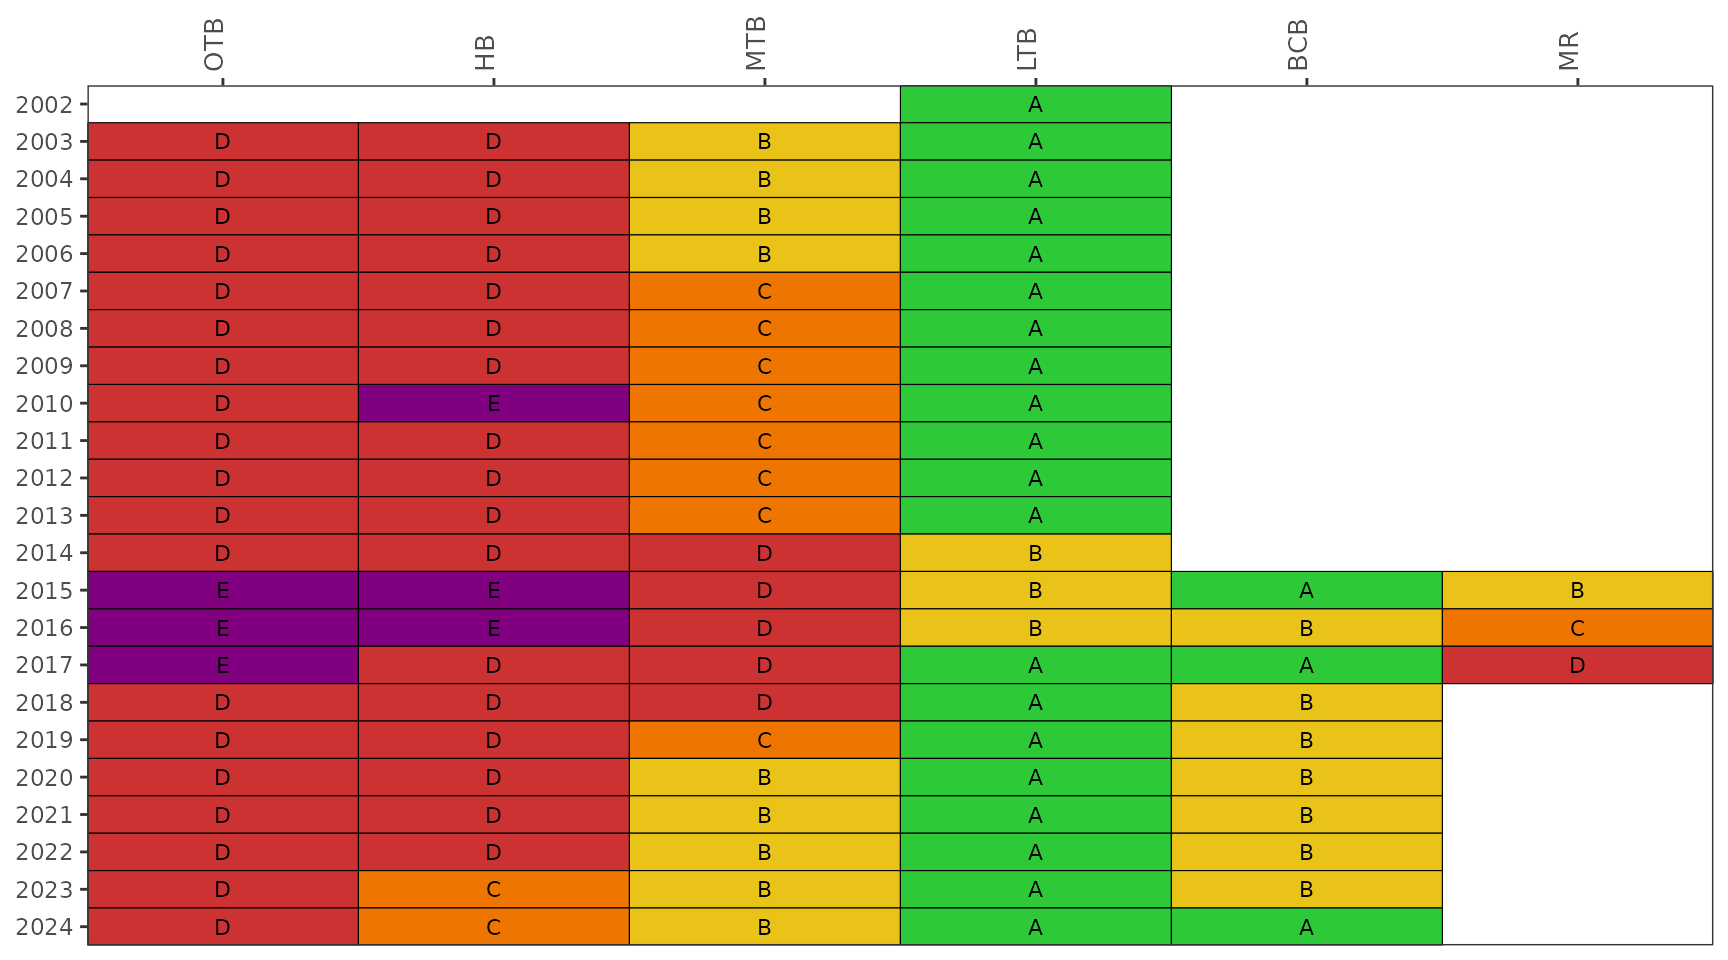 OTB HB MTB LTB BCB MR
2002 A
2003 D D B A
2004 D D B A
2005 D D B A
2006 D D B A
2007 D D C A
2008 D D C A
2009 D D C A
2010 D E C A
2011 D D C A
2012 D D C A
2013 D D C A
2014 D D D B
2015 E E D B A B
2016 E E D B B C
2017 E D D A A D
2018 D D D A B
2019 D D C A B
2020 D D B A B
2021 D D B A B
2022 D D B A B
2023 D C B A B
2024 D C B A A